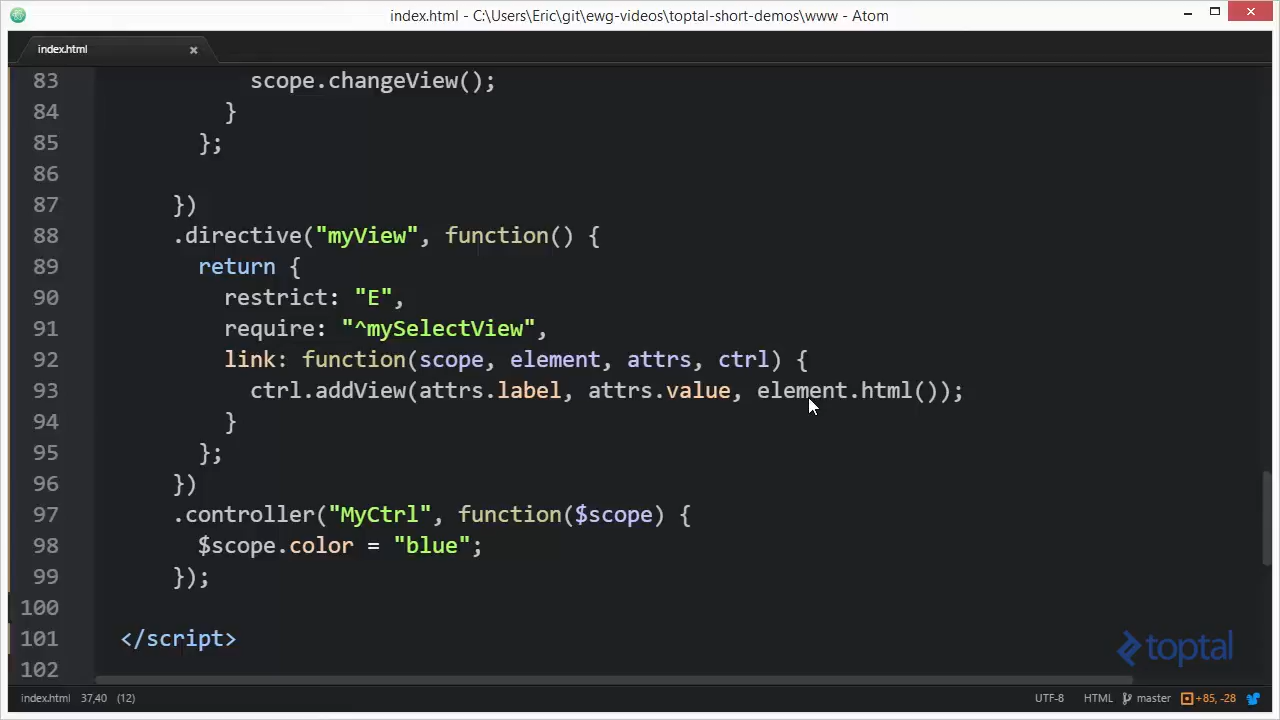 index.html - C:\Users\Eric\git\ewg-videos\toptal-short-demos\www - Atom
index.html
83 scope.changeView();
84 }
85 };
86
87 })
88 .directive("myView", function() {
89 return {
90 restrict: "E",
91 require: "^mySelectView",
92 link: function(scope, element, attrs, ctrl) {
93 ctrl.addView(attrs.label, attrs.value, element.html());
94 }
95 };
96 })
97 .controller("MyCtrl", function($scope) {
98 $scope.color = "blue";
99 });
100
101 </script>
102
toptal
index.html 37,40 (12) UTF-8 HTML master +85, -28